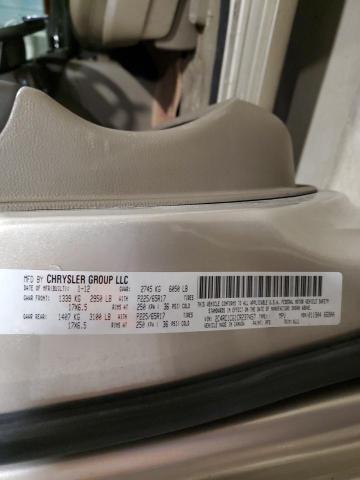 MFD BY CHRYSLER GROUP LLC
DATE OF MFR(BUILT): 1-12 GVWR: 2745 KG 6050 LB
GAWR FRONT: 1339 KG 2950 LB WITH P225/65R17 TIRES
17X6.5 RIMS AT 250 KPA ( 36 PSI) COLD
GAWR REAR: 1407 KG 3100 LB WITH P225/65R17 TIRES
17X6.5 RIMS AT 250 KPA ( 36 PSI) COLD
THIS VEHICLE CONFORMS TO ALL APPLICABLE U.S.A. FEDERAL MOTOR VEHICLE SAFETY
STANDARDS IN EFFECT ON THE DATE OF MANUFACTURE SHOWN ABOVE.
MANUFACTURED IN CANADA
TYPE: MPV